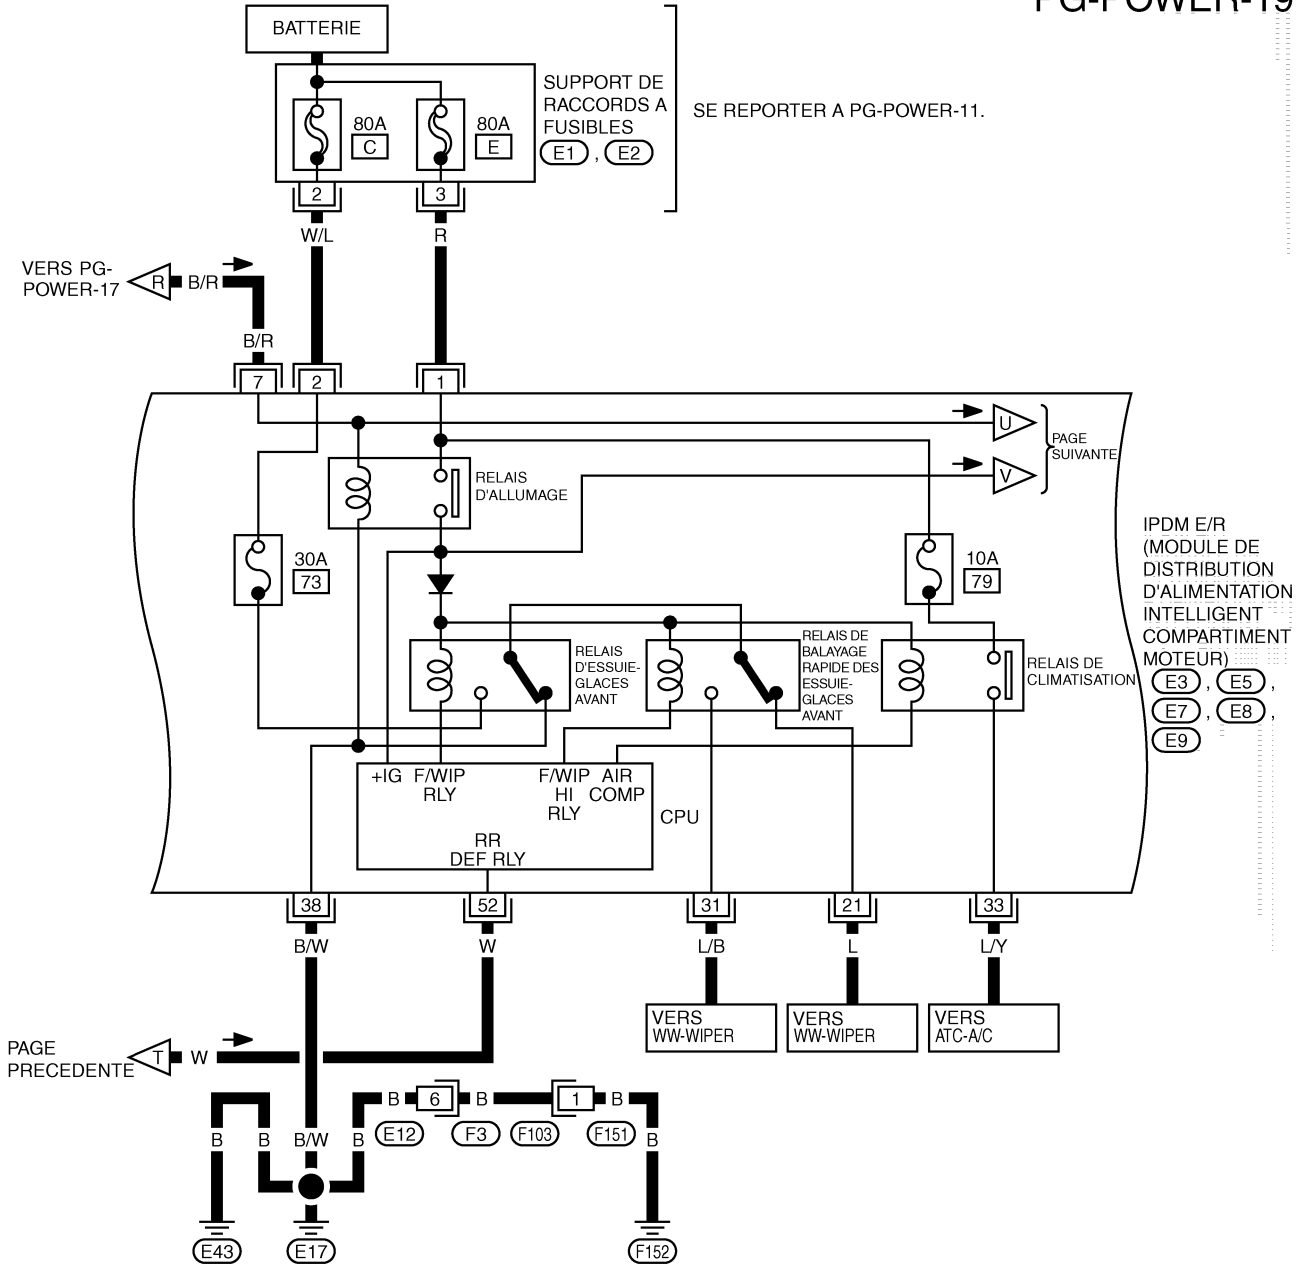 PG-POWER-19
BATTERIE
80A
C
80A
E
SUPPORT DE
RACCORDS A
FUSIBLES
E1 , E2
SE REPORTER A PG-POWER-11.
2
3
W/L
R
VERS PG-
POWER-17
R
B/R
B/R
7
2
1
U
V
PAGE
SUIVANTE
RELAIS
D'ALLUMAGE
30A
73
10A
79
IPDM E/R
(MODULE DE
DISTRIBUTION
D'ALIMENTATION
INTELLIGENT
COMPARTIMENT
MOTEUR)
E3 , E5 ,
E7 , E8 ,
E9
RELAIS
D'ESSUIE-
GLACES
AVANT
RELAIS DE
BALAYAGE
RAPIDE DES
ESSUIE-
GLACES
AVANT
RELAIS DE
CLIMATISATION
+IG
F/WIP
RLY
F/WIP
HI
RLY
AIR
COMP
CPU
RR
DEF RLY
38
52
31
21
33
B/W
W
L/B
L
L/Y
VERS
WW-WIPER
VERS
WW-WIPER
VERS
ATC-A/C
PAGE
PRECEDENTE
T
W
B
6
B
1
B
E12
F3
F103
F151
B
B
B/W
B
B
E43
E17
F152